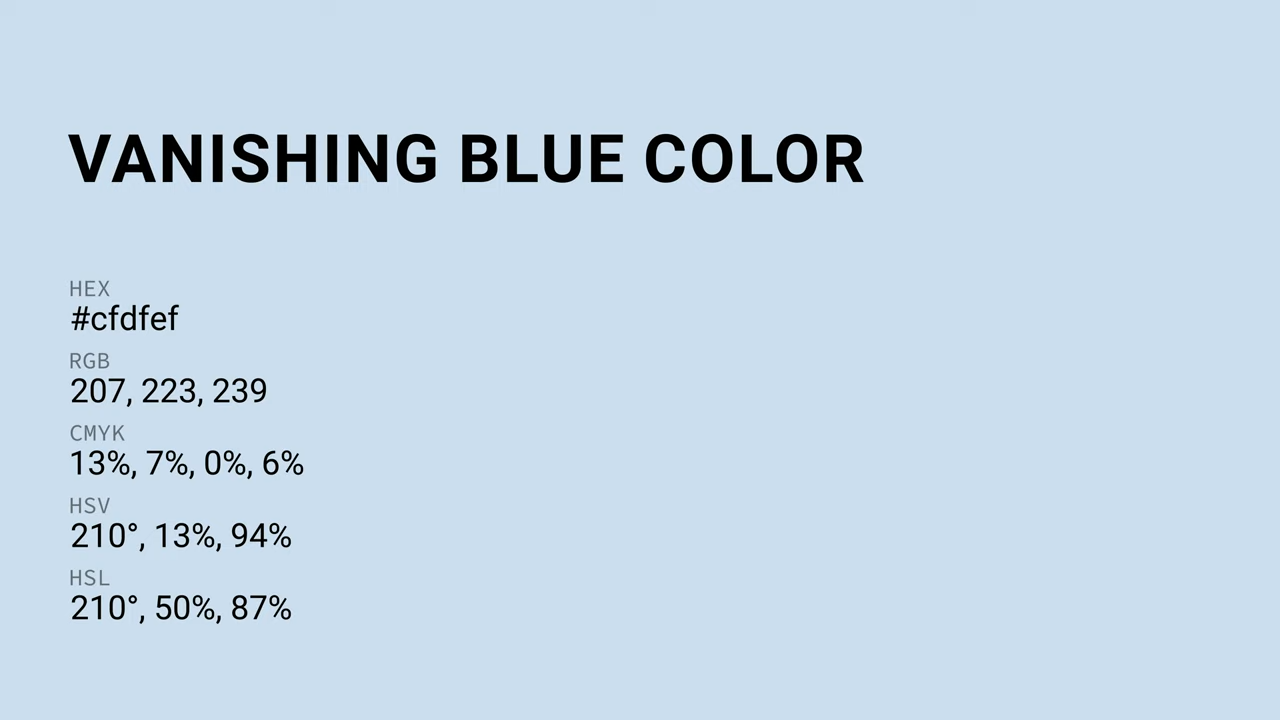 VANISHING BLUE COLOR
HEX
#cfdfef
RGB
207, 223, 239
CMYK
13%, 7%, 0%, 6%
HSV
210°, 13%, 94%
HSL
210°, 50%, 87%